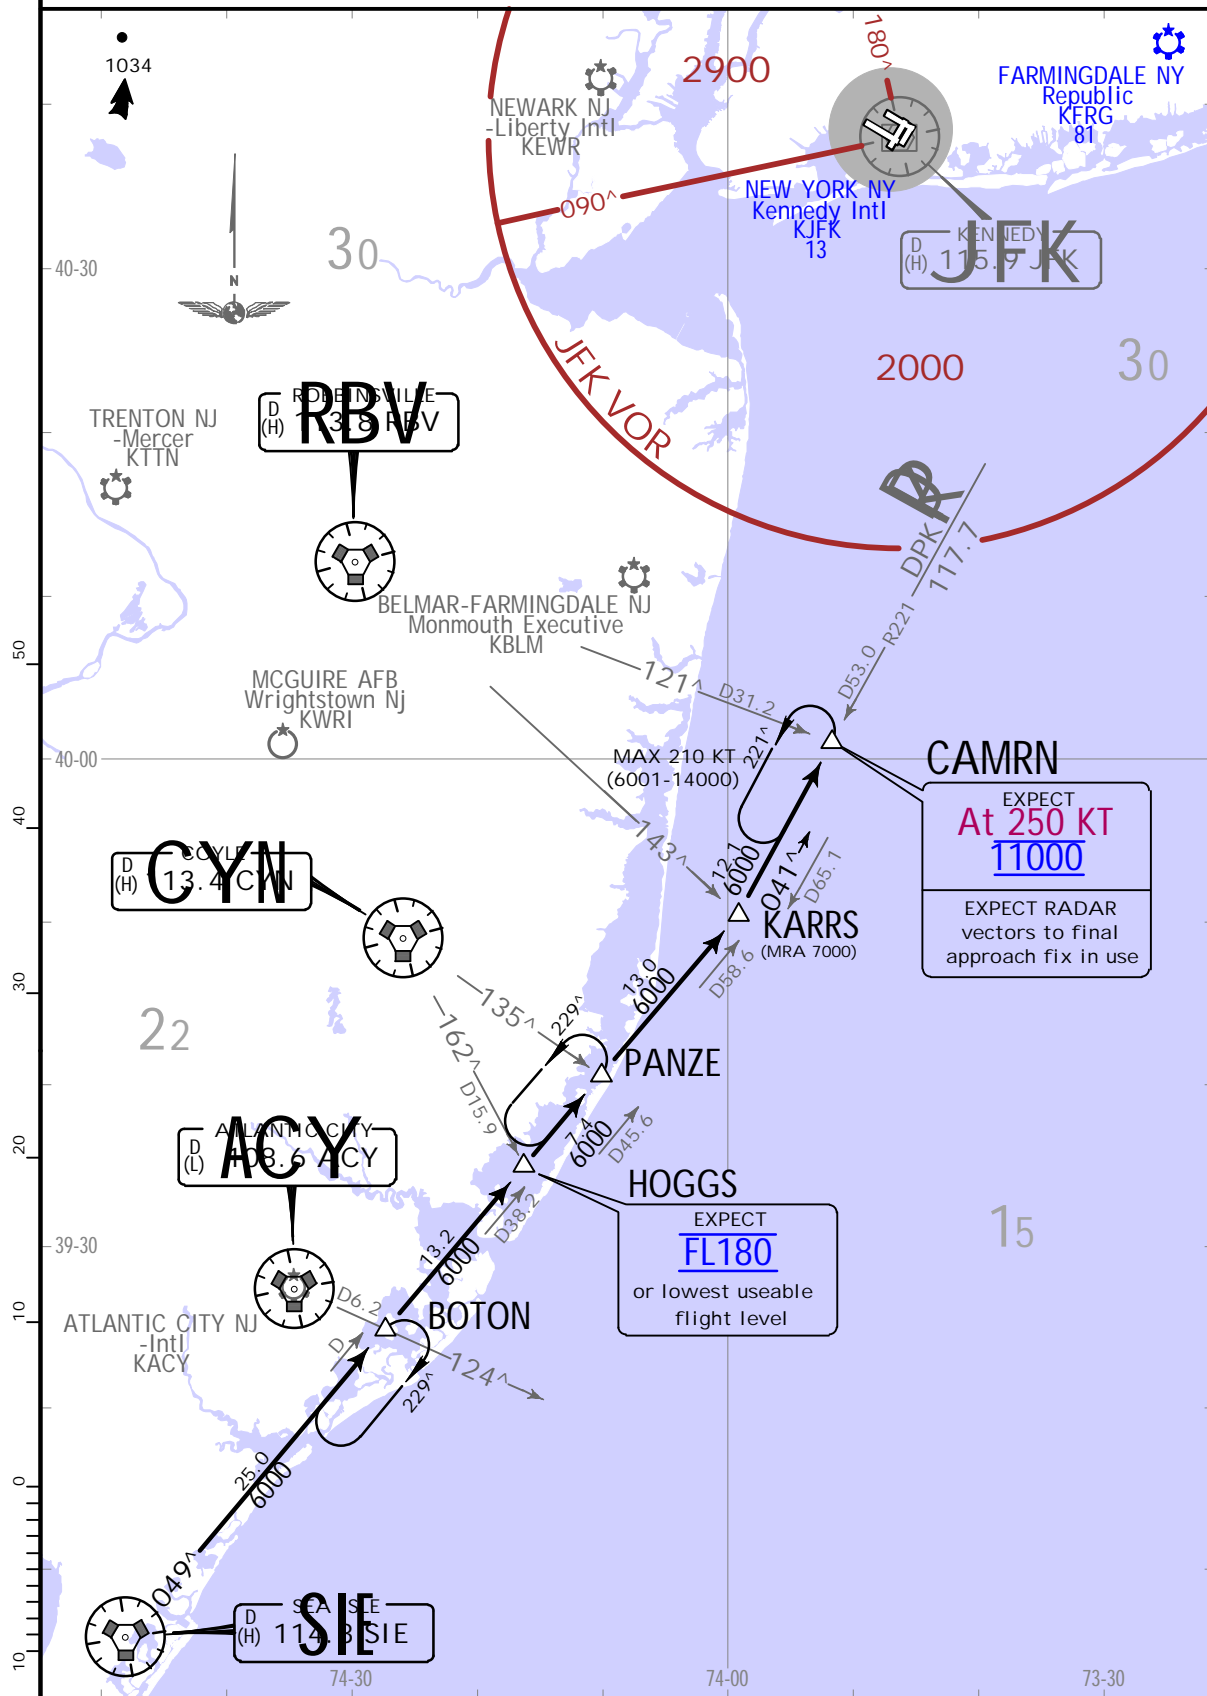 1034
N
30
2900
180^
090^
NEWARK NJ
-Liberty Intl
KEWR
FARMINGDALE NY
Republic
KFRG
81
NEW YORK NY
Kennedy Intl
KJFK
13
KENNEDY
D
(H)
115.9 JFK
JFK
40-30
JFK VOR
2000
30
ROBBINSVILLE
D
(H)
113.8 RBV
RBV
TRENTON NJ
-Mercer
KTTN
DPK
117.7
R221
D53.0
BELMAR-FARMINGDALE NJ
Monmouth Executive
KBLM
121^
D31.2
MCGUIRE AFB
Wrightstown Nj
KWRI
40-00
MAX 210 KT
(6001-14000)
221^
143^
CAMRN
EXPECT
At 250 KT
11000
EXPECT RADAR
vectors to final
approach fix in use
12.1
6000
041^
D65.1
KARRS
(MRA 7000)
D58.6
COYLE
D
(H)
113.4 CYN
CYN
13.0
6000
135^
162^
D15.9
229^
PANZE
22
7.4
6000
D45.6
ATLANTIC CITY
D
(L)
108.6 ACY
ACY
HOGGS
EXPECT
FL180
or lowest useable
flight level
D38.2
15
39-30
13.2
6000
D6.2
BOTON
D
124^
229^
ATLANTIC CITY NJ
-Intl
KACY
25.0
6000
049^
SEA ISLE
D
(H)
114.8 SIE
SIE
50
40
30
20
10
0
10
74-30
74-00
73-30